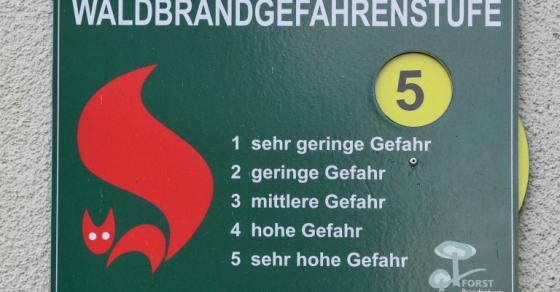 WALDBRANDGEFAHRENSTUFE
5
1 sehr geringe Gefahr
2 geringe Gefahr
3 mittlere Gefahr
4 hohe Gefahr
5 sehr hohe Gefahr
FORST
Brandenburg